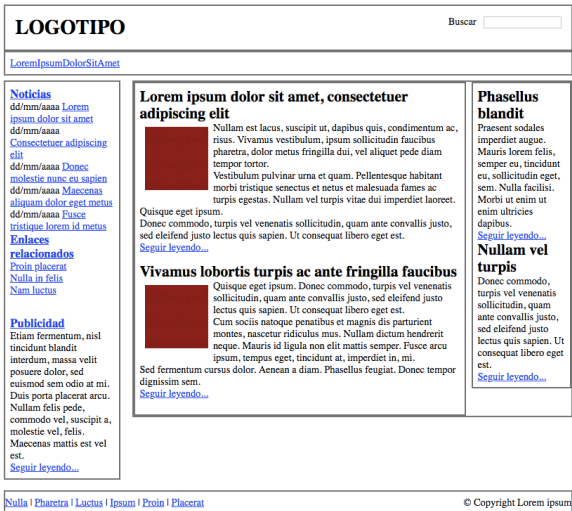 LOGOTIPO
Buscar
LoremIpsumDolorSitAmet
Noticias
dd/mm/aaaa Lorem
ipsum dolor sit amet
dd/mm/aaaa
Consectetuer adipiscing
elit
dd/mm/aaaa Donec
molestie nunc eu sapien
dd/mm/aaaa Maecenas
aliquam dolor eget metus
dd/mm/aaaa Fusce
tristique lorem id metus
Enlaces
relacionados
Proin placerat
Nulla in felis
Nam luctus
Publicidad
Etiam fermentum, nisl
tincidunt blandit
interdum, massa velit
posuere dolor, sed
euismod sem odio at mi.
Duis porta placerat arcu.
Nullam felis pede,
commodo vel, suscipit a,
molestie vel, felis.
Maecenas mattis est vel
est.
Seguir leyendo...
Lorem ipsum dolor sit amet, consectetuer
adipiscing elit
Nullam est lacus, suscipit ut, dapibus quis, condimentum ac,
risus. Vivamus vestibulum, ipsum sollicitudin faucibus
pharetra, dolor metus fringilla dui, vel aliquet pede diam
tempor tortor.
Vestibulum pulvinar urna et quam. Pellentesque habitant
morbi tristique senectus et netus et malesuada fames ac
turpis egestas. Nullam vel turpis vitae dui imperdiet laoreet.
Quisque eget ipsum.
Donec commodo, turpis vel venenatis sollicitudin, quam ante convallis justo,
sed eleifend justo lectus quis sapien. Ut consequat libero eget est.
Seguir leyendo...
Vivamus lobortis turpis ac ante fringilla faucibus
Quisque eget ipsum. Donec commodo, turpis vel venenatis
sollicitudin, quam ante convallis justo, sed eleifend justo
lectus quis sapien. Ut consequat libero eget est.
Cum sociis natoque penatibus et magnis dis parturient
montes, nascetur ridiculus mus. Nullam dictum hendrerit
neque. Mauris id ligula non elit mattis semper. Fusce arcu
ipsum, tempus eget, tincidunt at, imperdiet in, mi.
Sed fermentum cursus dolor. Aenean a diam. Phasellus feugiat. Donec tempor
dignissim sem.
Seguir leyendo...
Phasellus
blandit
Praesent sodales
imperdiet augue.
Mauris lorem felis,
semper eu, tincidunt
eu, sollicitudin eget,
sem. Nulla facilisi.
Morbi ut enim ut
enim ultricies
dapibus.
Seguir leyendo...
Nullam vel
turpis
Donec commodo,
turpis vel venenatis
sollicitudin, quam
ante convallis justo,
sed eleifend justo
lectus quis sapien. Ut
consequat libero eget
est.
Seguir leyendo...
Nulla | Pharetra | Luctus | Ipsum | Proin | Placerat
© Copyright Lorem ipsum